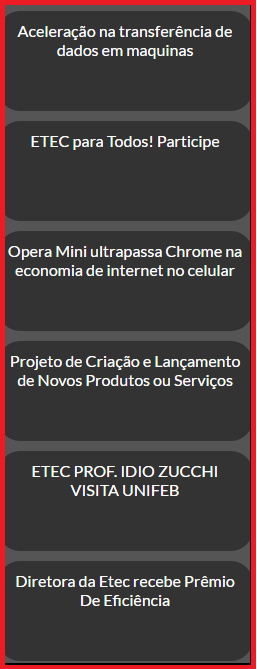 Aceleração na transferência de
dados em maquinas
ETEC para Todos! Participe
Opera Mini ultrapassa Chrome na
economia de internet no celular
Projeto de Criação e Lançamento
de Novos Produtos ou Serviços
ETEC PROF. IDIO ZUCCHI
VISITA UNIFEB
Diretora da Etec recebe Prêmio
De Eficiência